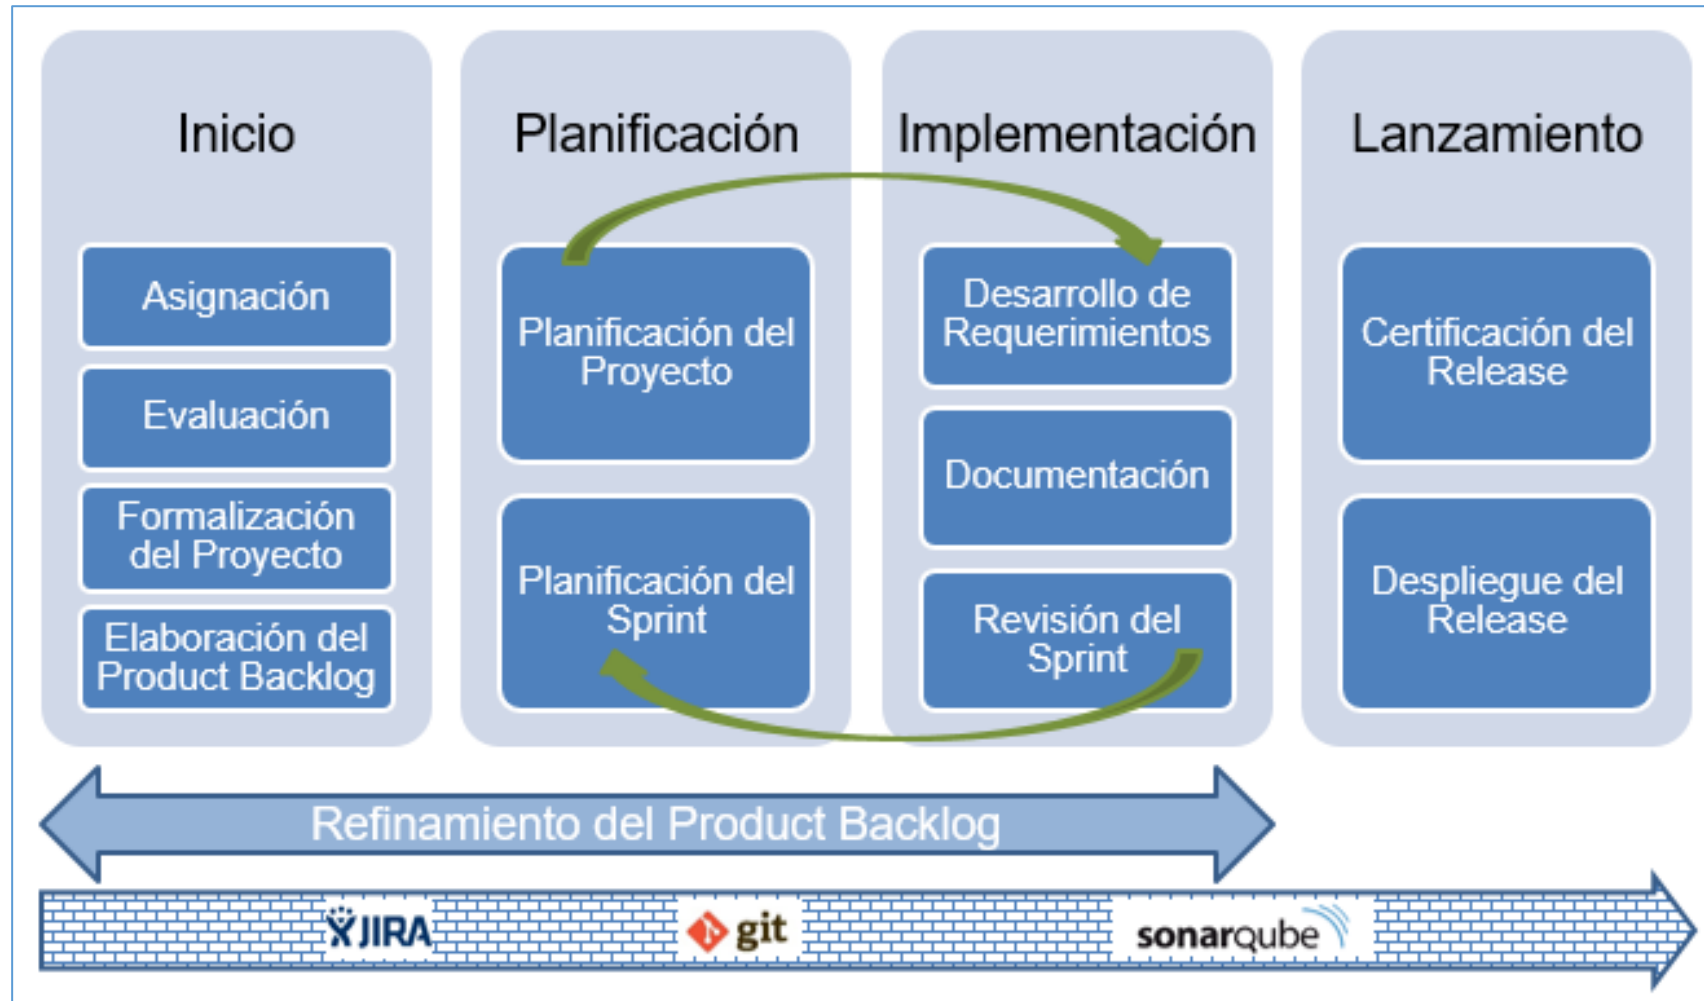 Inicio
Asignación
Evaluación
Formalización
del Proyecto
Elaboración del
Product Backlog
Planificación
Planificación del
Proyecto
Planificación del
Sprint
Implementación
Desarrollo de
Requerimientos
Documentación
Revisión del
Sprint
Lanzamiento
Certificación del
Release
Despliegue del
Release
Refinamiento del Product Backlog
JIRA
git
sonarqube